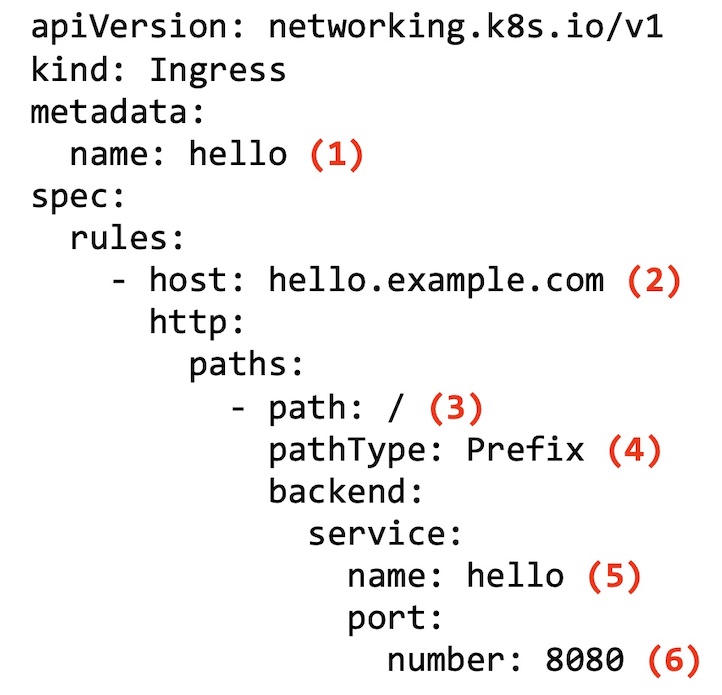 apiVersion: networking.k8s.io/v1
kind: Ingress
metadata:
  name: hello (1)
spec:
  rules:
    - host: hello.example.com (2)
      http:
        paths:
          - path: / (3)
            pathType: Prefix (4)
            backend:
              service:
                name: hello (5)
                port:
                  number: 8080 (6)